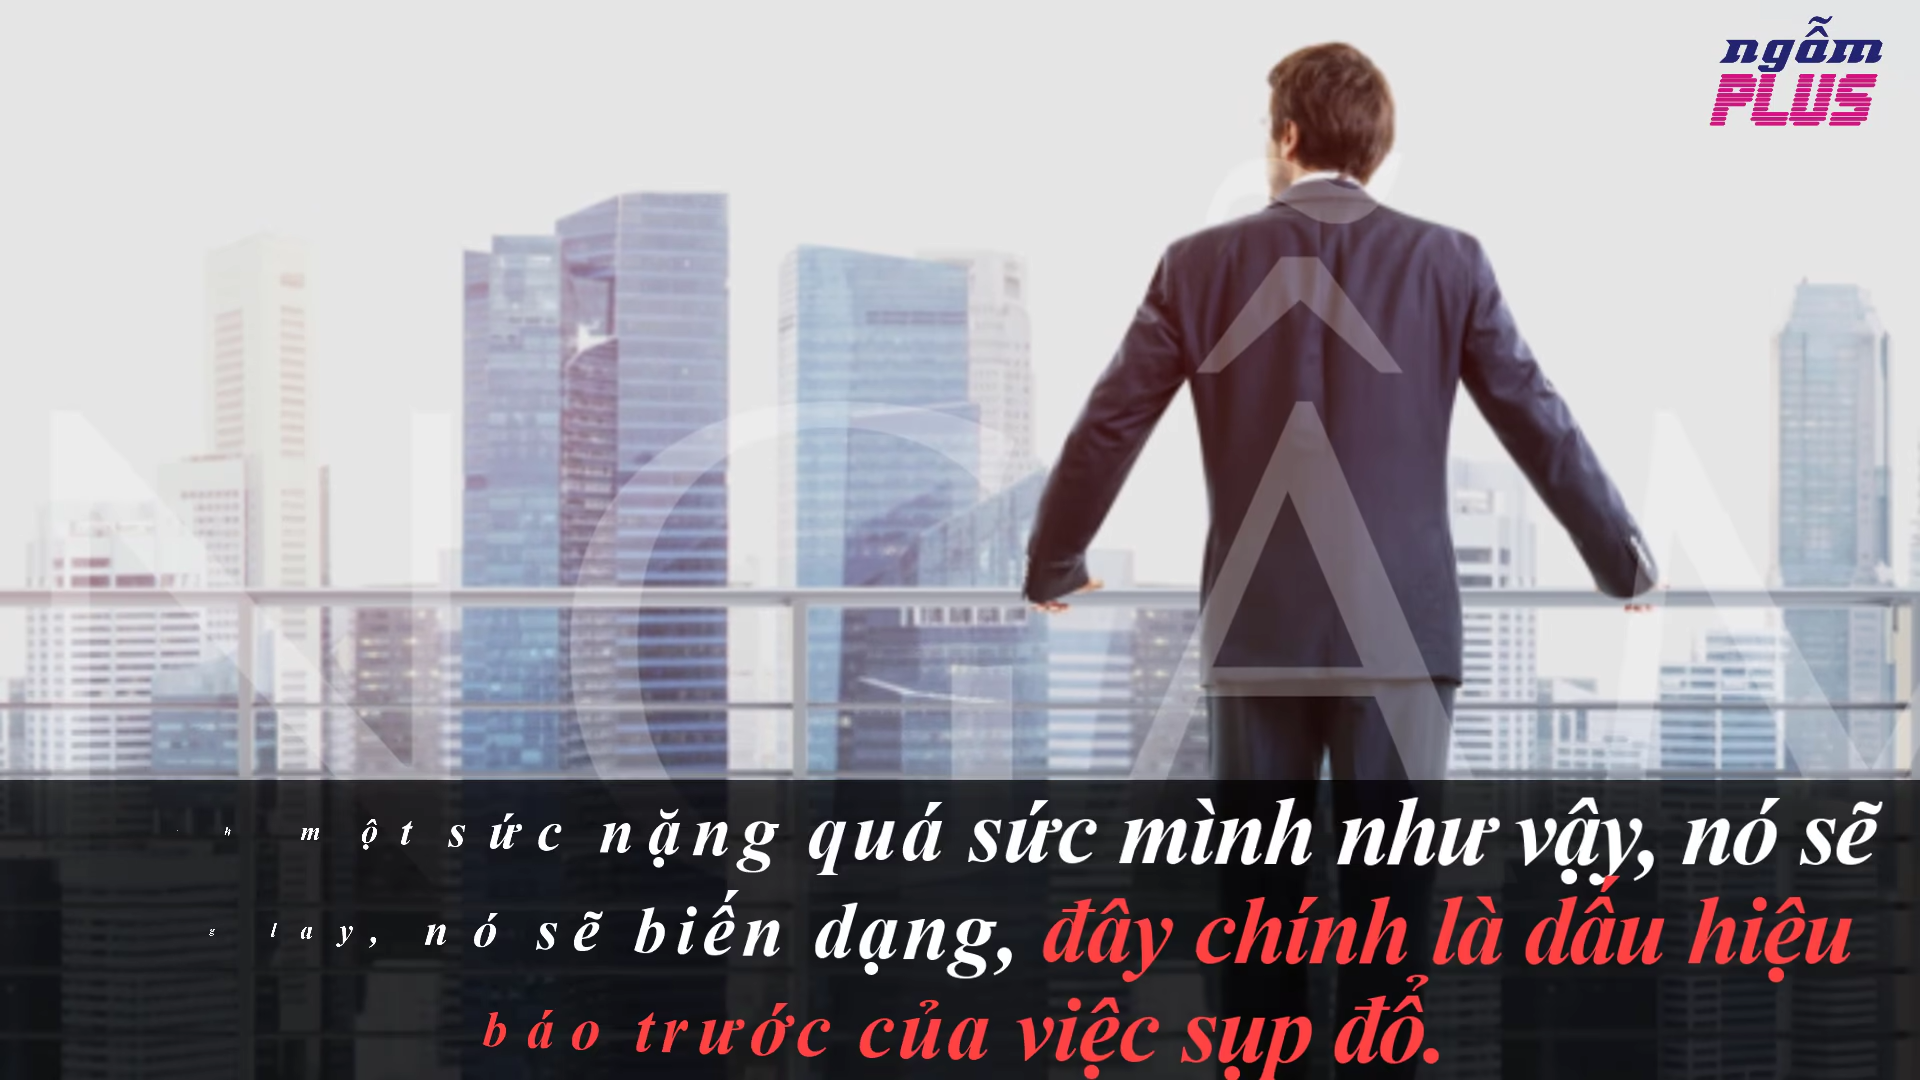 ngẫm
PLUS
NGẪM
một sức nặng quá sức mình như vậy, nó sẽ
lay, nó sẽ biến dạng, đây chính là dấu hiệu
báo trước của việc sụp đổ.